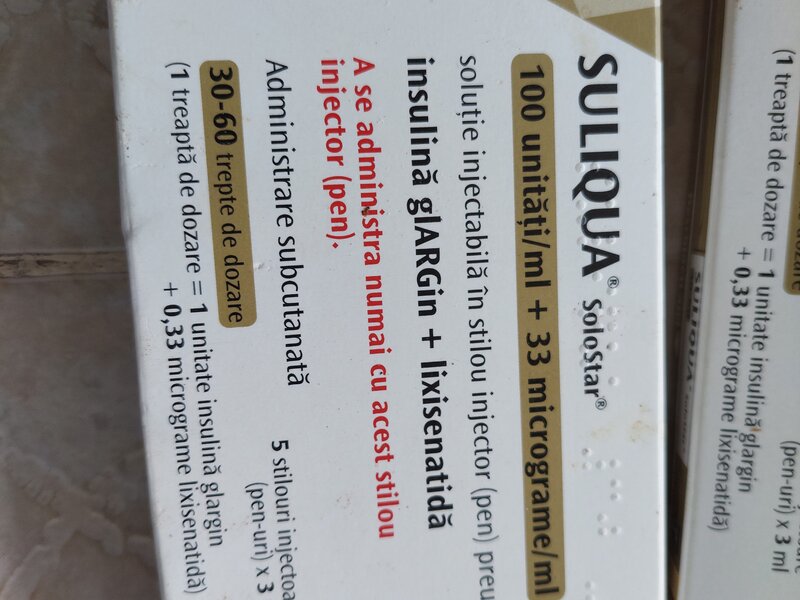 SULIQUA® SoloStar®
100 unități/ml + 33 micrograme/ml
soluție injectabilă în stilou injector (pen) preu
insulină glARGin + lixisenatidă
A se administra numai cu acest stilou
injector (pen).
Administrare subcutanată
30-60 trepte de dozare
(1 treaptă de dozare = 1 unitate insulină glargin
+ 0,33 micrograme lixisenatidă)
5 stilouri injectoa
(pen-uri) x 3
dozare
(1 treaptă de dozare = 1 unitate insulină glargin
+ 0,33 micrograme lixisenatidă)
(pen-uri) x 3 ml
SULIQUA